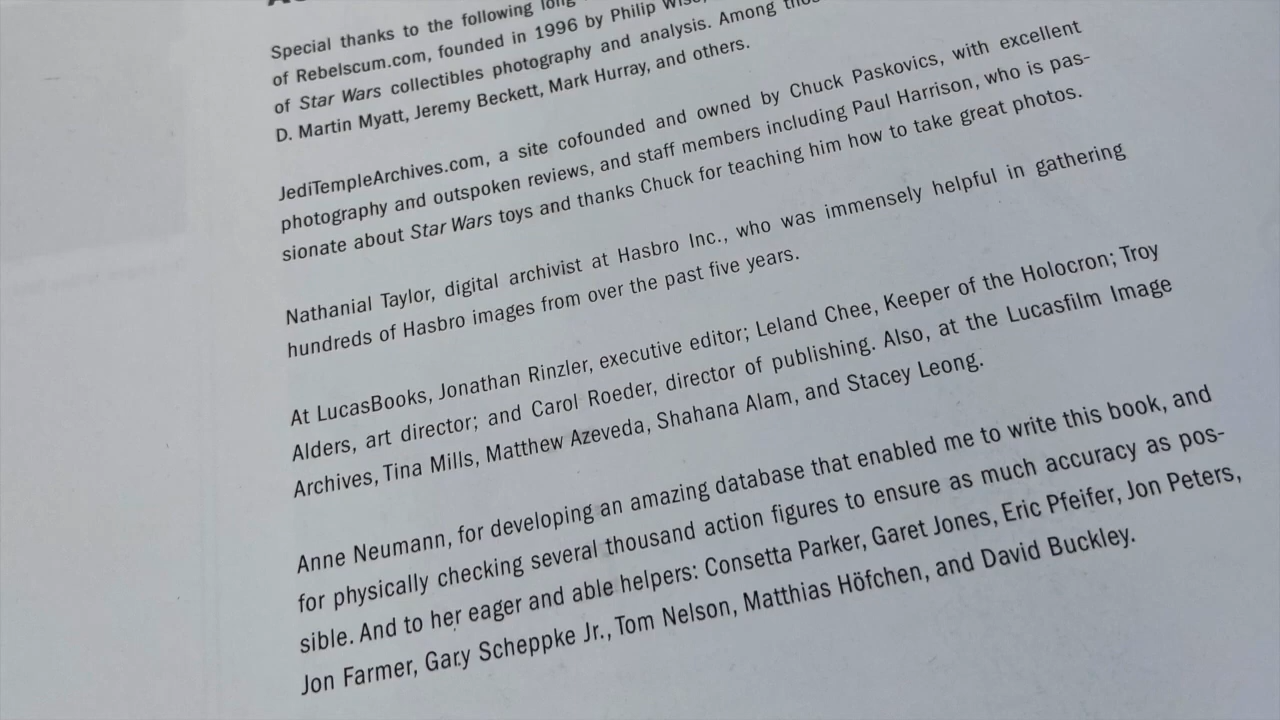 Special thanks to the following long
of Rebelscum.com, founded in 1996 by Philip Wise,
of Star Wars collectibles photography and analysis. Among those
D. Martin Myatt, Jeremy Beckett, Mark Hurray, and others.
JediTempleArchives.com, a site cofounded and owned by Chuck Paskovics, with excellent
photography and outspoken reviews, and staff members including Paul Harrison, who is pas-
sionate about Star Wars toys and thanks Chuck for teaching him how to take great photos.
Nathanial Taylor, digital archivist at Hasbro Inc., who was immensely helpful in gathering
hundreds of Hasbro images from over the past five years.
At LucasBooks, Jonathan Rinzler, executive editor; Leland Chee, Keeper of the Holocron; Troy
Alders, art director; and Carol Roeder, director of publishing. Also, at the Lucasfilm Image
Archives, Tina Mills, Matthew Azeveda, Shahana Alam, and Stacey Leong.
Anne Neumann, for developing an amazing database that enabled me to write this book, and
for physically checking several thousand action figures to ensure as much accuracy as pos-
sible. And to her eager and able helpers: Consetta Parker, Garet Jones, Eric Pfeifer, Jon Peters,
Jon Farmer, Gary Scheppke Jr., Tom Nelson, Matthias Höfchen, and David Buckley.